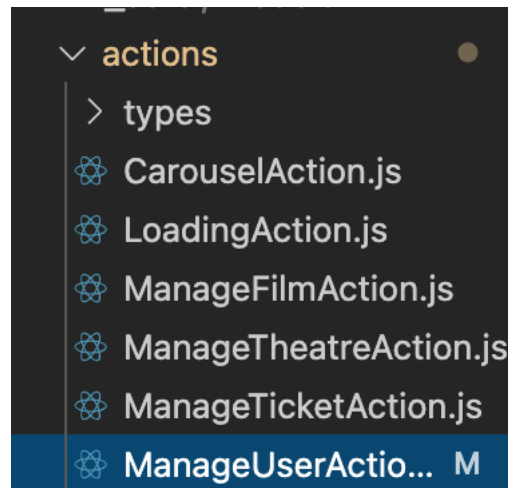 actions
types
CarouselAction.js
LoadingAction.js
ManageFilmAction.js
ManageTheatreAction.js
ManageTicketAction.js
ManageUserActio... M